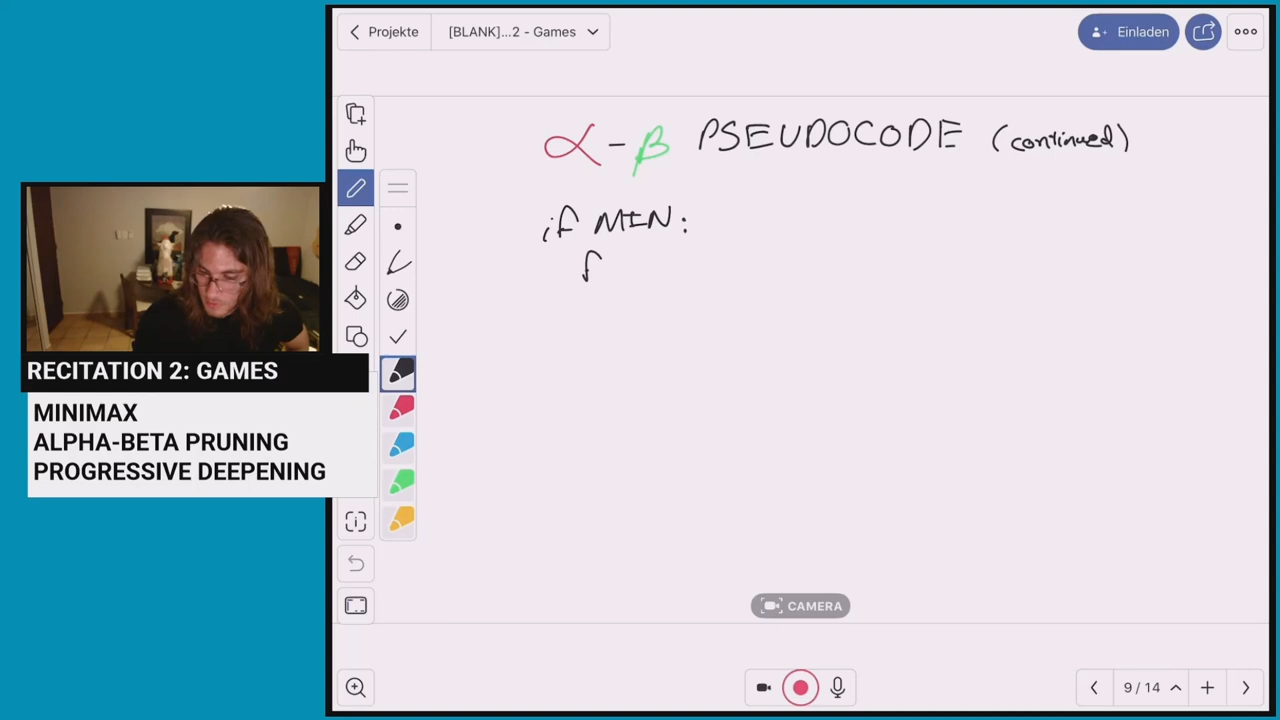 Projekte
[BLANK]...2 - Games
Einladen
α-β PSEUDOCODE (continued)
if MIN:
f
RECITATION 2: GAMES
MINIMAX
ALPHA-BETA PRUNING
PROGRESSIVE DEEPENING
CAMERA
9 / 14